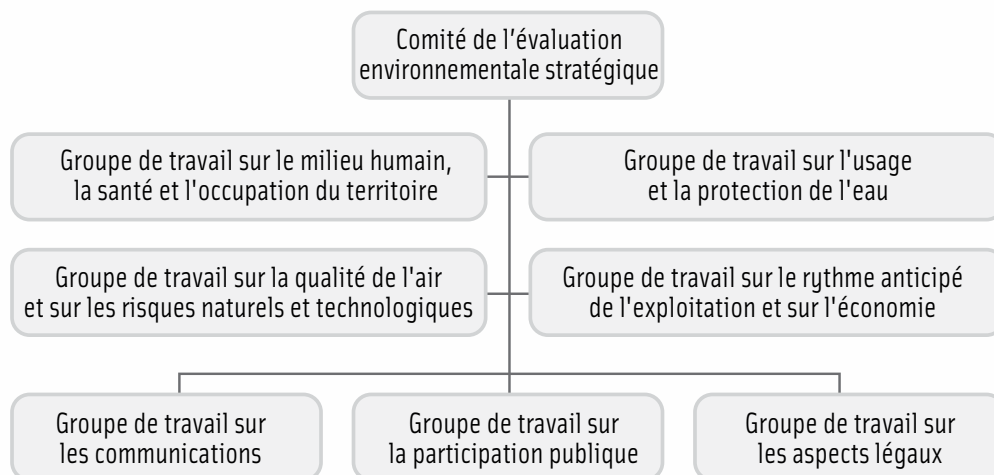 Comité de l'évaluation
environnementale stratégique
Groupe de travail sur le milieu humain,
la santé et l'occupation du territoire
Groupe de travail sur l'usage
et la protection de l'eau
Groupe de travail sur la qualité de l'air
et sur les risques naturels et technologiques
Groupe de travail sur le rythme anticipé
de l'exploitation et sur l'économie
Groupe de travail sur
les communications
Groupe de travail sur
la participation publique
Groupe de travail sur
les aspects légaux